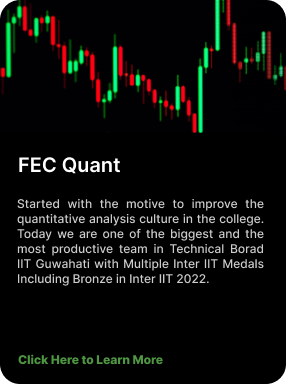 FEC Quant
Started with the motive to improve the
quantitative analysis culture in the college.
Today we are one of the biggest and the
most productive team in Technical Borad
IIT Guwahati with Multiple Inter IIT Medals
Including Bronze in Inter IIT 2022.
Click Here to Learn More